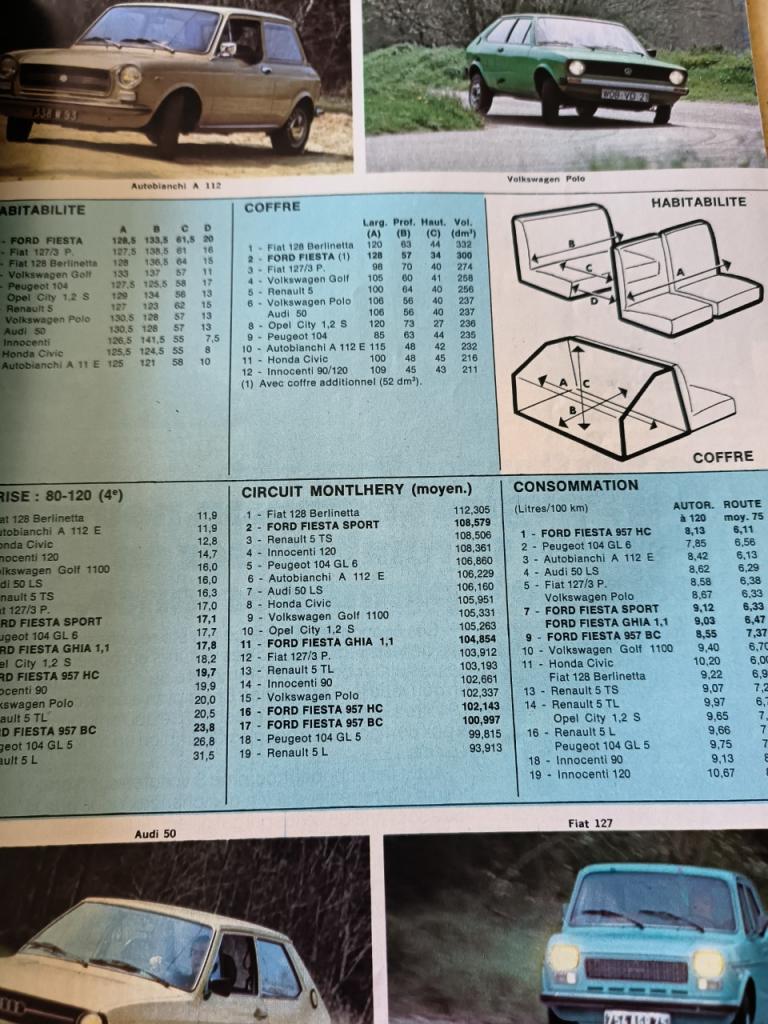 338 W 93
WOB VD 2
Autobianchi A 112
Volkswagen Polo
ABITABILITE
A B C D
- FORD FIESTA 128,5 133,5 61,5 20
- Fiat 127/3 P. 127,5 138,5 61 16
- Fiat 128 Berlinetta 128 136,5 64 15
- Volkswagen Golf 133 137 57 11
- Peugeot 104 127,5 125,5 58 17
Opel City 1,2 S 129 134 56 13
- Renault 5 127 123 62 15
Volkswagen Polo 130,5 128 57 13
Audi 50 130,5 128 57 13
Innocenti 126,5 141,5 55 7,5
Honda Civic 125,5 124,5 55 8
Autobianchi A 11 E 125 121 58 10
COFFRE
Larg. Prof. Haut. Vol.
(A) (B) (C) (dm³)
1 - Fiat 128 Berlinetta 120 63 44 332
2 - FORD FIESTA (1) 128 57 34 300
3 - Fiat 127/3 P. 98 70 40 274
4 - Volkswagen Golf 105 60 41 258
5 - Renault 5 100 64 40 256
6 - Volkswagen Polo 106 56 40 237
Audi 50 106 56 40 237
8 - Opel City 1,2 S 120 73 27 236
9 - Peugeot 104 85 63 44 235
10 - Autobianchi A 112 E 115 48 42 232
11 - Honda Civic 100 48 45 216
12 - Innocenti 90/120 109 45 43 211
(1) Avec coffre additionnel (52 dm³).
HABITABILITE
B
C
A
D
A C
B
COFFRE
RISE : 80-120 (4e)
at 128 Berlinetta 11,9
A 112 E 11,9
nda Civic 12,8
nocenti 120 14,7
lkswagen Golf 1100 16,0
di 50 LS 16,0
nault 5 TS 16,3
t 127/3 P. 17,0
RD FIESTA SPORT 17,1
ugeot 104 GL 6 17,7
RD FIESTA GHIA 1,1 17,8
el City 1,2 S 18,2
RD FIESTA 957 HC 19,7
nocenti 90 19,9
kswagen Polo 20,0
ault 5 TL 20,5
D FIESTA 957 BC 23,8
geot 104 GL 5 26,8
ault 5 L 31,5
CIRCUIT MONTLHERY (moyen.)
1 - Fiat 128 Berlinetta 112,305
2 - FORD FIESTA SPORT 108,579
3 - Renault 5 TS 108,506
4 - Innocenti 120 108,361
5 - Peugeot 104 GL 6 106,860
6 - Autobianchi A 112 E 106,229
7 - Audi 50 LS 106,160
8 - Honda Civic 105,951
9 - Volkswagen Golf 1100 105,331
10 - Opel City 1,2 S 105,263
11 - FORD FIESTA GHIA 1,1 104,854
12 - Fiat 127/3 P. 103,912
13 - Renault 5 TL 103,193
14 - Innocenti 90 102,661
15 - Volkswagen Polo 102,337
16 - FORD FIESTA 957 HC 102,143
17 - FORD FIESTA 957 BC 100,997
18 - Peugeot 104 GL 5 99,815
19 - Renault 5 L 93,913
CONSOMMATION
(Litres/100 km) AUTOR. ROUTE
à 120 moy. 75
1 - FORD FIESTA 957 HC 8,13 6,11
2 - Peugeot 104 GL 6 7,85 6,56
3 - Autobianchi A 112 E 8,42 6,13
4 - Audi 50 LS 8,62 6,29
5 - Fiat 127/3 P. 8,58 6,38
Volkswagen Polo 8,67 6,33
7 - FORD FIESTA SPORT 9,12 6,33
FORD FIESTA GHIA 1,1 9,03 6,47
9 - FORD FIESTA 957 BC 8,55 7,37
10 - Volkswagen Golf 1100 9,40 6,70
11 - Honda Civic 10,20 6,00
Fiat 128 Berlinetta 9,22 6,9
13 - Renault 5 TS 9,07 7,2
14 - Renault 5 TL 9,97 6,7
Opel City 1,2 S 9,65 7,
16 - Renault 5 L 9,66 7
Peugeot 104 GL 5 9,75 7
18 - Innocenti 90 9,13 8
19 - Innocenti 120 10,67
Audi 50
Fiat 127